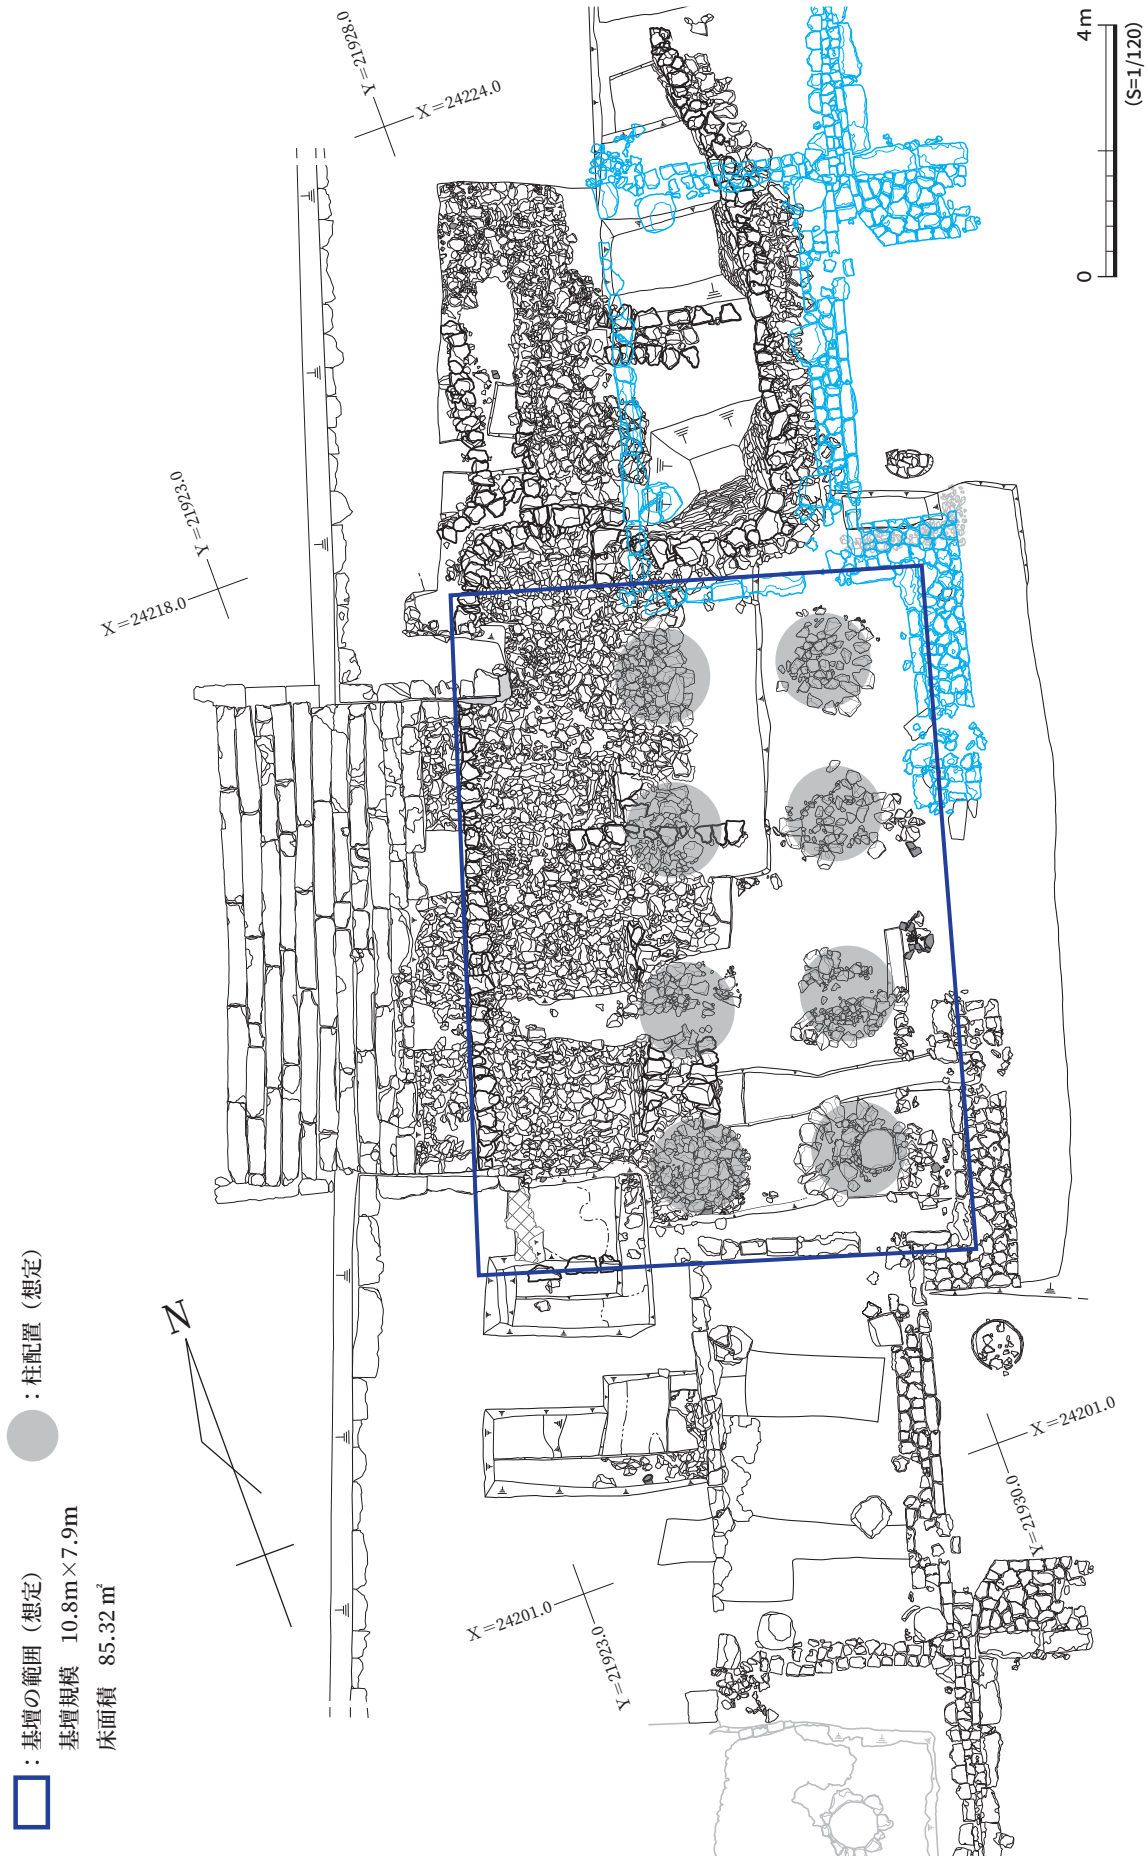 ：基壇の範囲（想定）
基壇規模　10.8m×7.9m
床面積　85.32 ㎡
：柱配置（想定）
N
X=24218.0
Y=21923.0
Y=21928.0
X=24224.0
X=24201.0
Y=21923.0
X=24201.0
Y=21930.0
0
4m
(S=1/120)